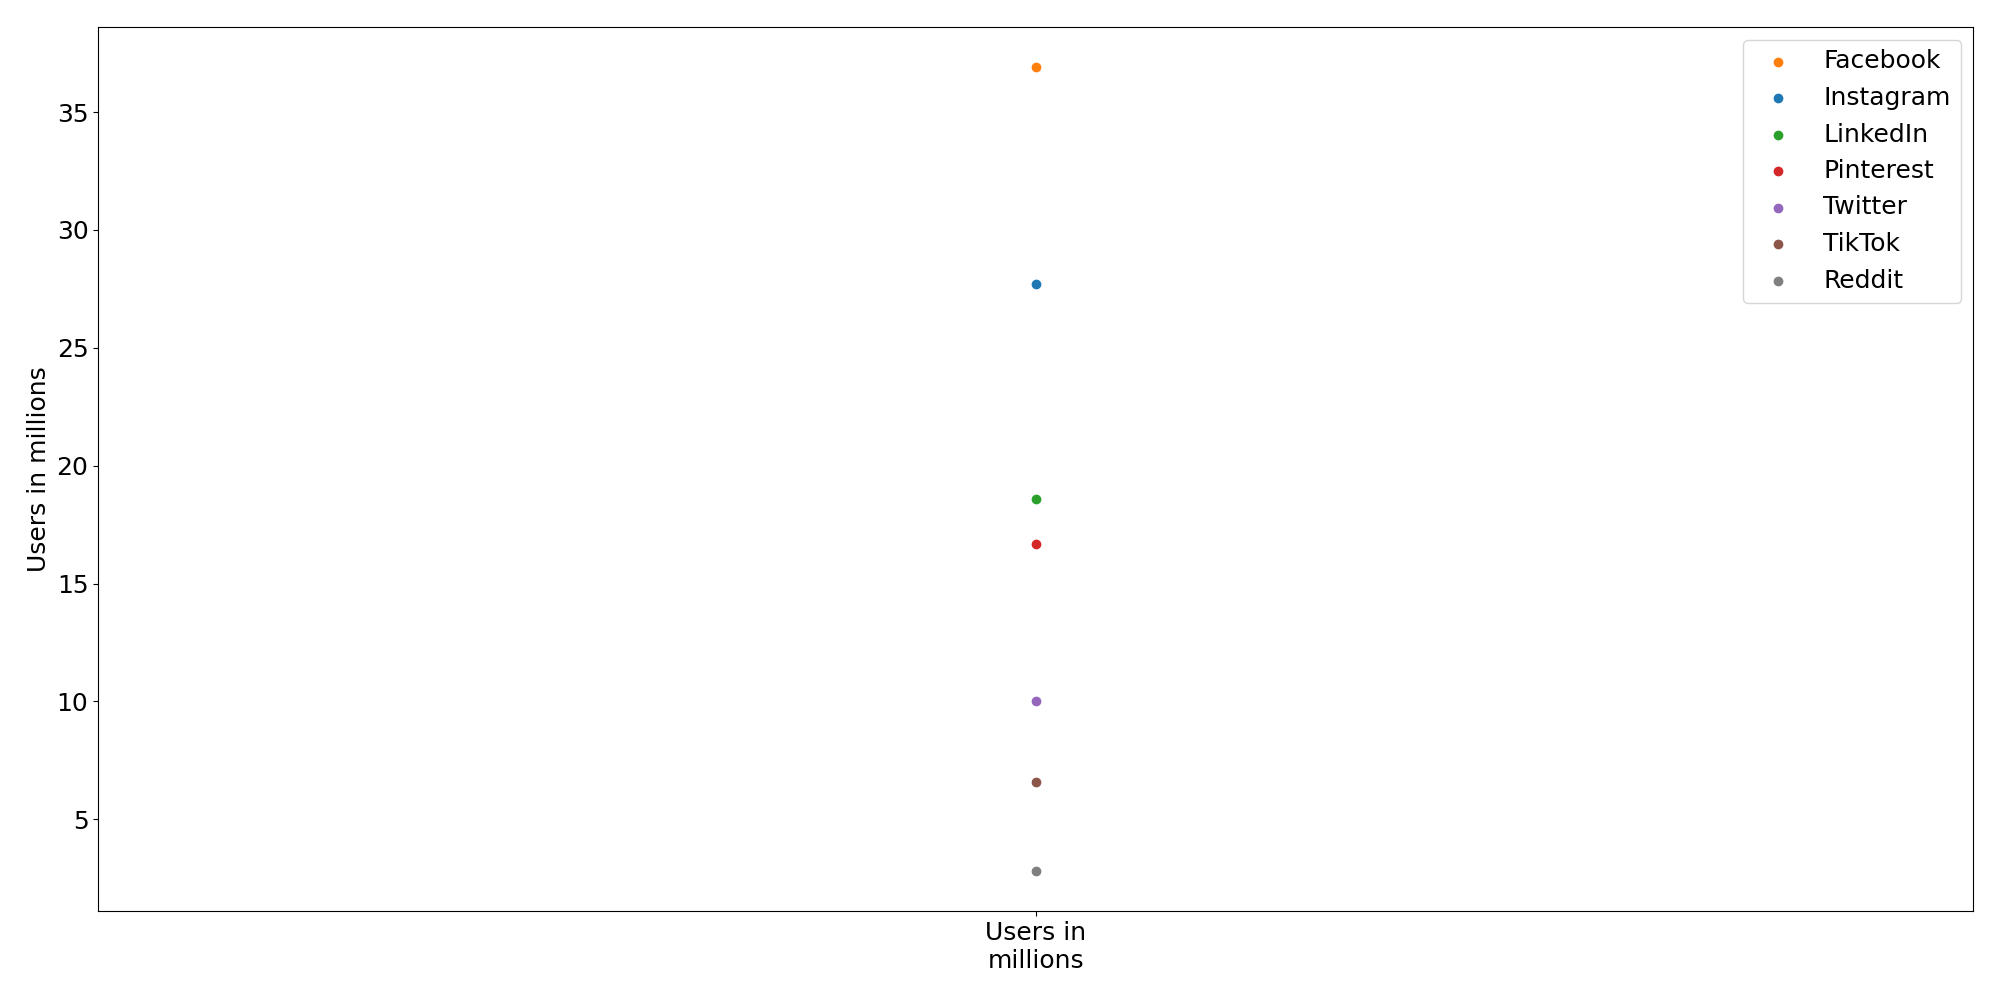 Users in millions
35
30
25
20
15
10
5
Users in
millions
Facebook
Instagram
LinkedIn
Pinterest
Twitter
TikTok
Reddit